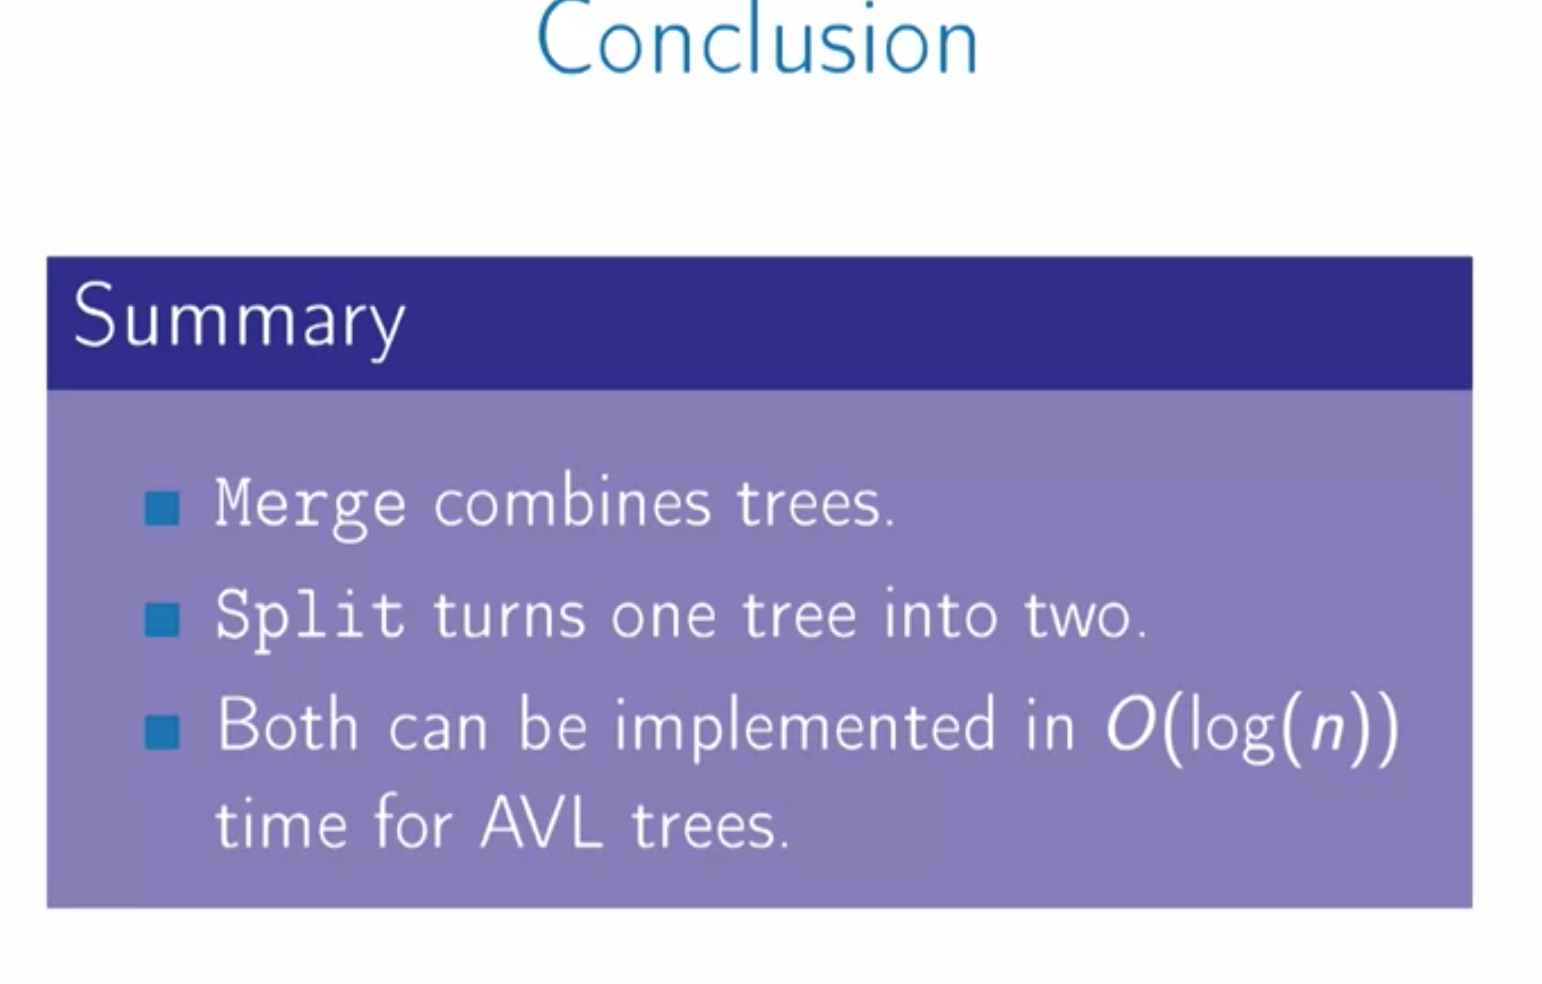 Conclusion
Summary
Merge combines trees.
Split turns one tree into two.
Both can be implemented in O(log(n))
time for AVL trees.